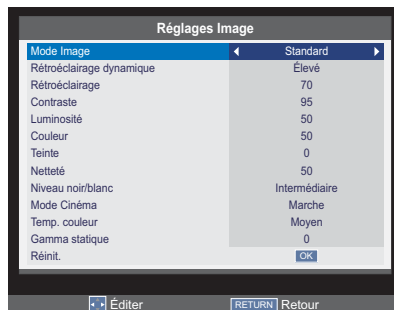 Réglages Image
Mode Image Standard
Rétroéclairage dynamique Élevé
Rétroéclairage 70
Contraste 95
Luminosité 50
Couleur 50
Teinte 0
Netteté 50
Niveau noir/blanc Intermédiaire
Mode Cinéma Marche
Temp. couleur Moyen
Gamma statique 0
Réinit. OK
Éditer RETURN Retour